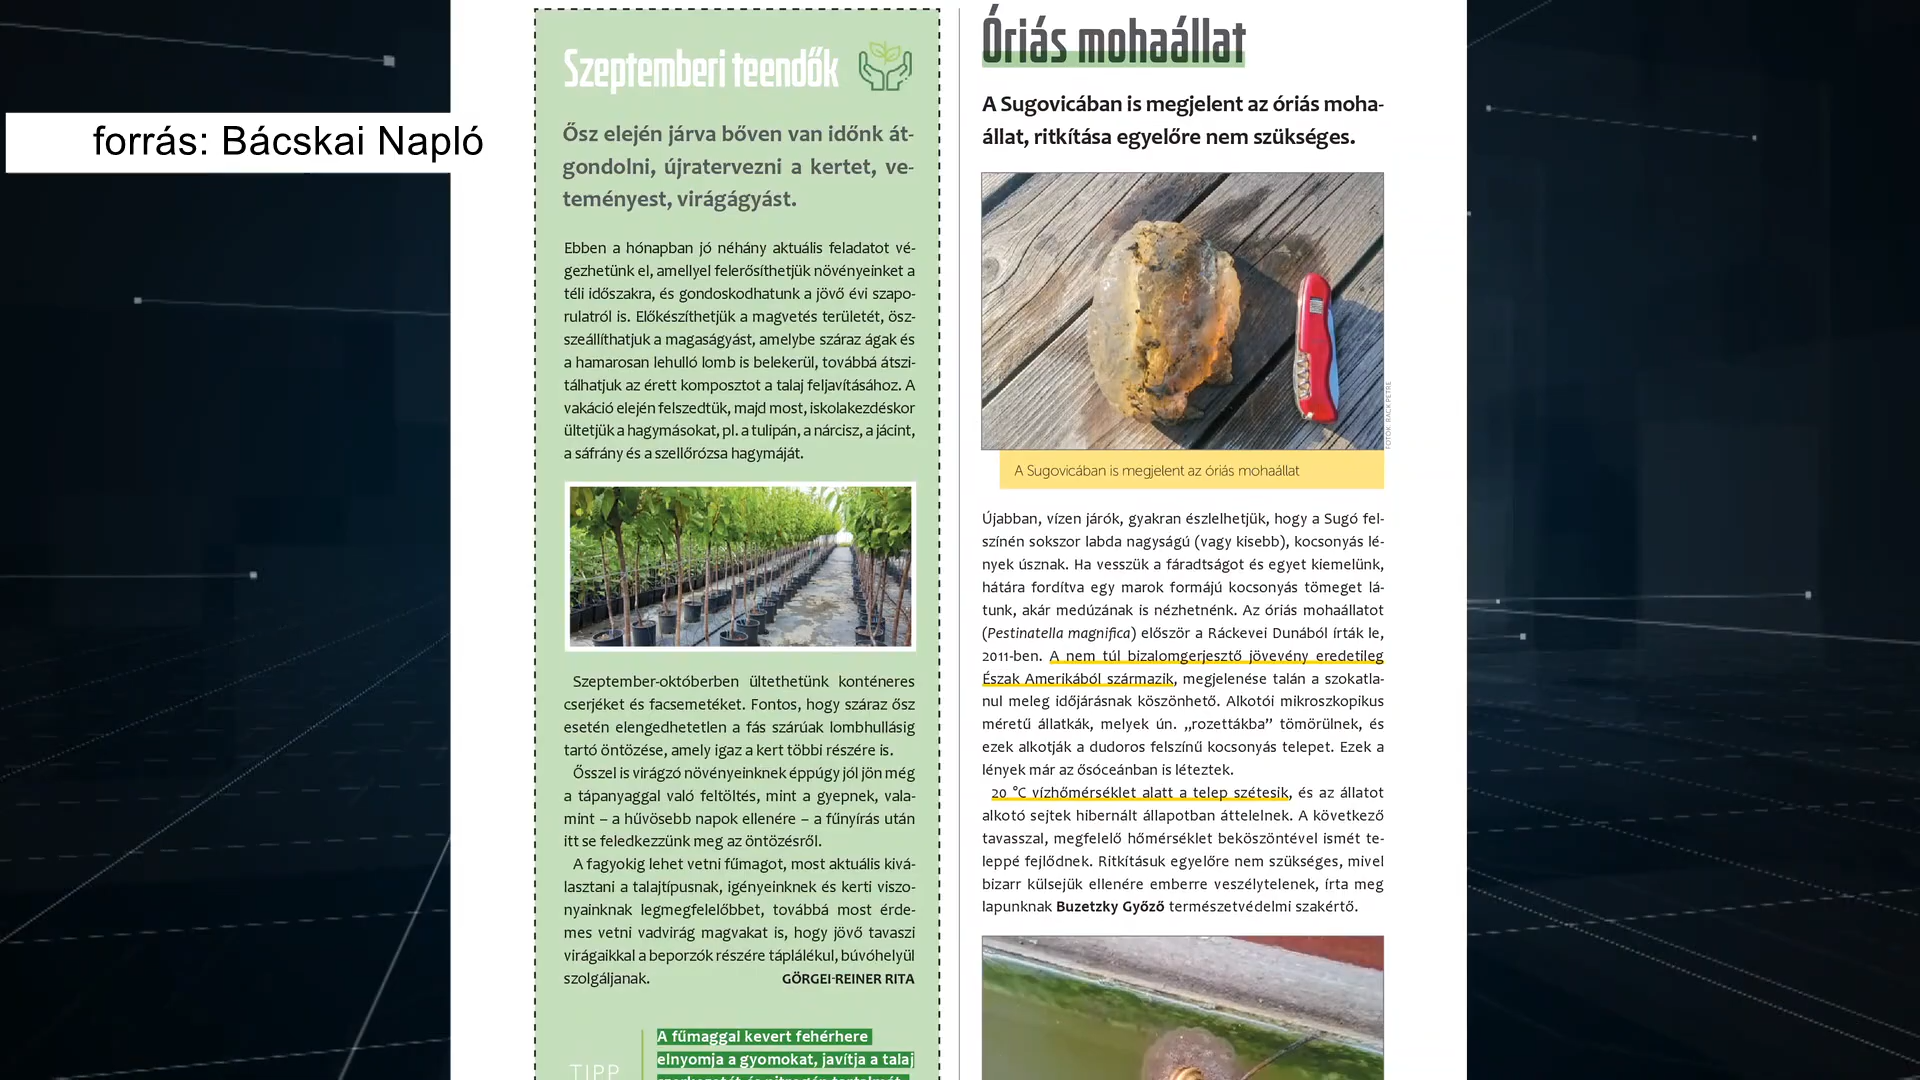 forrás: Bácskai Napló
Szeptemberi teendők
Ősz elején járva bőven van időnk át-
gondolni, újratervezni a kertet, ve-
teményest, virágágyást.
Ebben a hónapban jó néhány aktuális feladatot vé-
gezhetünk el, amellyel felerősíthetjük növényeinket a
téli időszakra, és gondoskodhatunk a jövő évi szapo-
rulatról is. Előkészíthetjük a magvetés területét, ösz-
szeállíthatjuk a magaságyást, amelybe száraz ágak és
a hamarosan lehulló lomb is belekerül, továbbá átszi-
tálhatjuk az érett komposztot a talaj feljavításához. A
vakáció elején felszedtük, majd most, iskolakezdéskor
ültetjük a hagymásokat, pl. a tulipán, a nárcisz, a jácint,
a sáfrány és a szellőrózsa hagymáját.
Szeptember-októberben ültethetünk konténeres
cserjéket és facsemetéket. Fontos, hogy száraz ősz
esetén elengedhetetlen a fás szárúak lombhullásig
tartó öntözése, amely igaz a kert többi részére is.
Ősszel is virágzó növényeinknek éppúgy jól jön még
a tápanyaggal való feltöltés, mint a gyepnek, vala-
mint – a hűvösebb napok ellenére – a fűnyírás után
itt se feledkezzünk meg az öntözésről.
A fagyokig lehet vetni fűmagot, most aktuális kivá-
lasztani a talajtípusnak, igényeinknek és kerti viszo-
nyainknak legmegfelelőbbet, továbbá most érde-
mes vetni vadvirág magvakat is, hogy jövő tavaszi
virágaikkal a beporzók részére táplálékul, búvóhelyül
szolgáljanak. GÖRGEI-REINER RITA
TIPP
A fűmaggal kevert fehérhere
elnyomja a gyomokat, javítja a talaj
szerkezetét és nitrogén tartalmát,
Óriás mohaállat
A Sugovicában is megjelent az óriás moha-
állat, ritkítása egyelőre nem szükséges.
FOTÓK: RACK PETRE
A Sugovicában is megjelent az óriás mohaállat
Újabban, vízen járók, gyakran észlelhetjük, hogy a Sugó fel-
színén sokszor labda nagyságú (vagy kisebb), kocsonyás lé-
nyek úsznak. Ha vesszük a fáradtságot és egyet kiemelünk,
hátára fordítva egy marok formájú kocsonyás tömeget lá-
tunk, akár medúzának is nézhetnénk. Az óriás mohaállatot
(Pestinatella magnifica) először a Ráckevei Dunából írták le,
2011-ben. A nem túl bizalomgerjesztő jövevény eredetileg
Észak Amerikából származik, megjelenése talán a szokatla-
nul meleg időjárásnak köszönhető. Alkotói mikroszkopikus
méretű állatkák, melyek ún. „rozettákba” tömörülnek, és
ezek alkotják a dudoros felszínű kocsonyás telepet. Ezek a
lények már az ősóceánban is léteztek.
20 °C vízhőmérséklet alatt a telep szétesik, és az állatot
alkotó sejtek hibernált állapotban áttelelnek. A következő
tavasszal, megfelelő hőmérséklet beköszöntével ismét te-
leppé fejlődnek. Ritkításuk egyelőre nem szükséges, mivel
bizarr külsejük ellenére emberre veszélytelenek, írta meg
lapunknak Buzetzky Győző természetvédelmi szakértő.